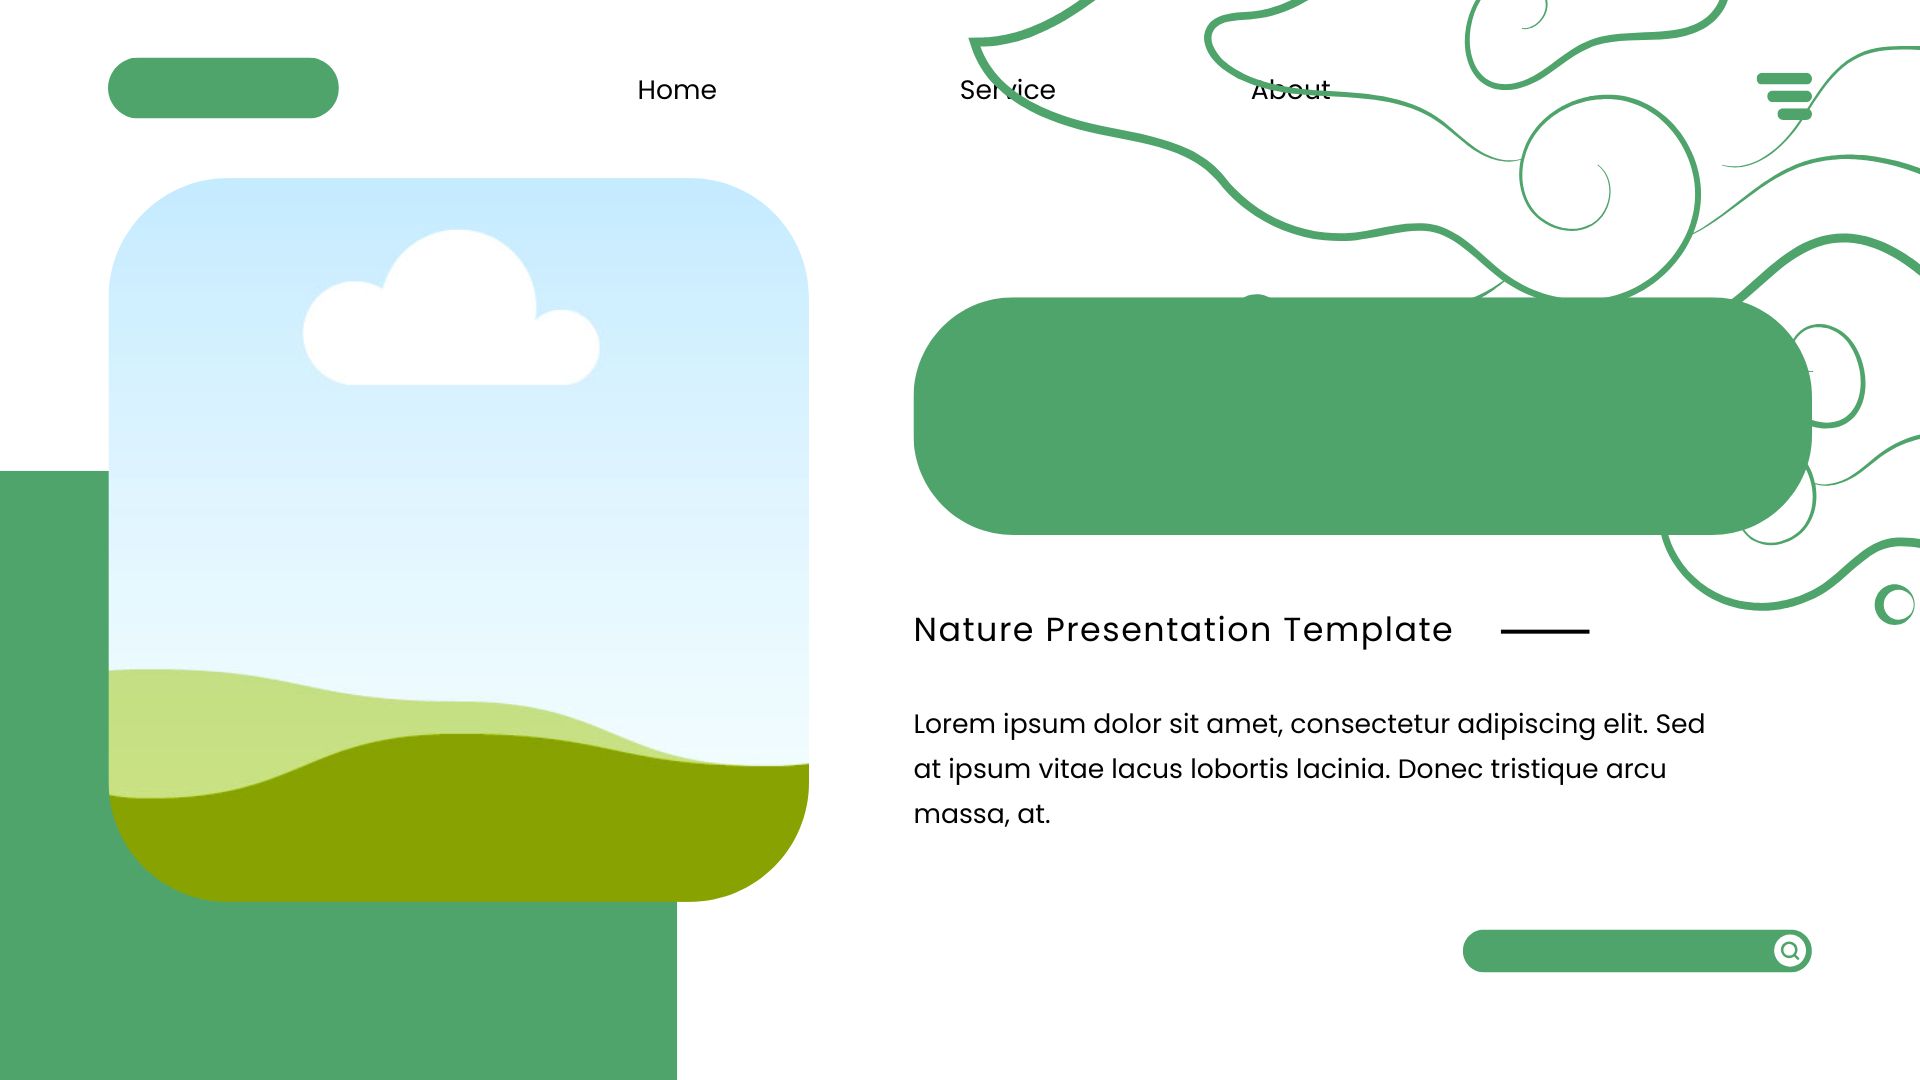 Home
Service
About
Nature Presentation Template
Lorem ipsum dolor sit amet, consectetur adipiscing elit. Sed
at ipsum vitae lacus lobortis lacinia. Donec tristique arcu
massa, at.